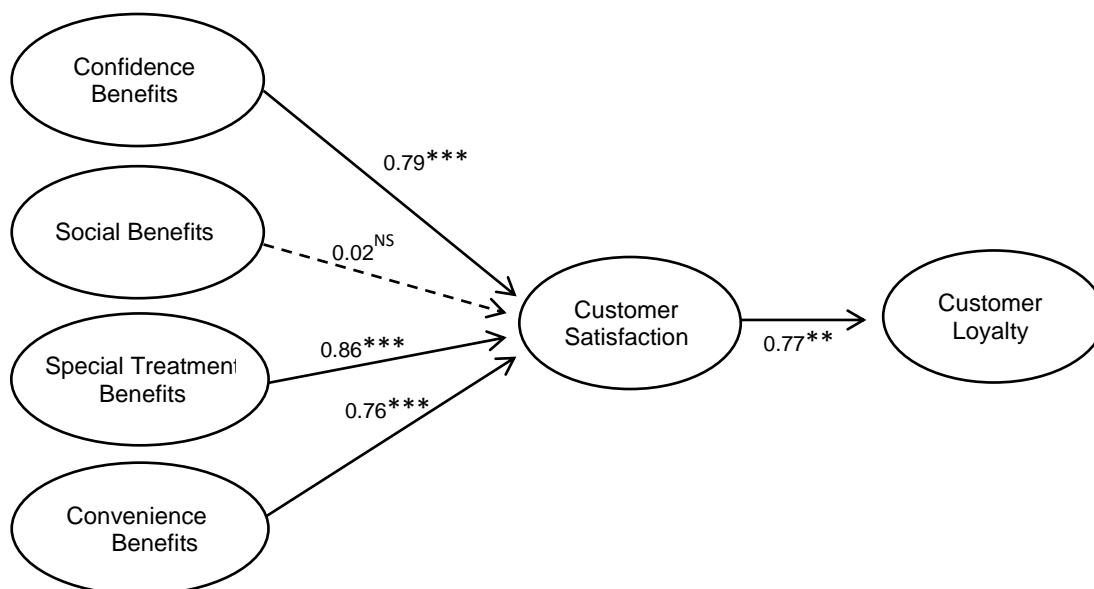 Confidence
Benefits
0.79***
Social Benefits
0.02NS
Customer
Satisfaction
Customer
Loyalty
0.77**
Special Treatment
Benefits
0.86***
0.76***
Convenience
Benefits